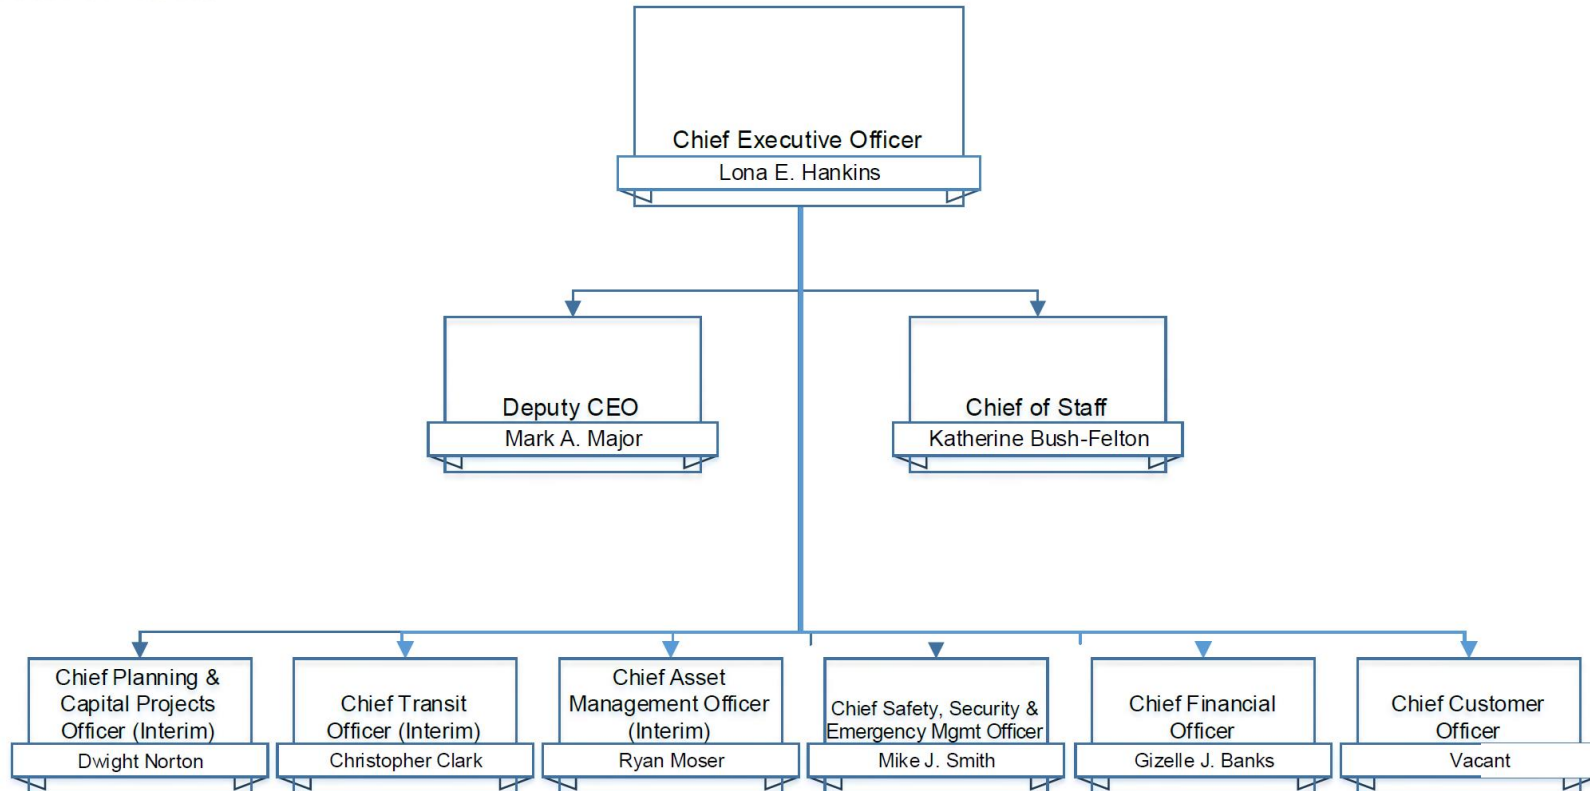 Chief Executive Officer
Lona E. Hankins
Deputy CEO
Mark A. Major
Chief of Staff
Katherine Bush-Felton
Chief Planning &
Capital Projects
Officer (Interim)
Dwight Norton
Chief Transit
Officer (Interim)
Christopher Clark
Chief Asset
Management Officer
(Interim)
Ryan Moser
Chief Safety, Security &
Emergency Mgmt Officer
Mike J. Smith
Chief Financial
Officer
Gizelle J. Banks
Chief Customer
Officer
Vacant